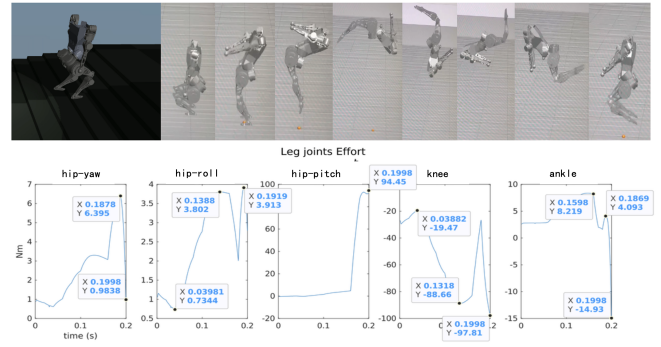 Leg joints Effort
hip-yaw
hip-roll
hip-pitch
knee
ankle
Nm
7
6
5
4
3
2
1
0
0
0.1
0.2
time (s)
X 0.1878
Y 6.395
X 0.1998
Y 0.9838
4
3.5
3
2.5
2
1.5
1
0.5
0
0.1
0.2
X 0.1388
Y 3.802
X 0.1919
Y 3.913
X 0.03981
Y 0.7344
100
80
60
40
20
0
-20
0
0.1
0.2
X 0.1998
Y 94.45
0
-20
-40
-60
-80
-100
0
0.1
0.2
X 0.03882
Y -19.47
X 0.1318
Y -88.66
X 0.1998
Y -97.81
10
5
0
-5
-10
-15
0
0.1
0.2
X 0.1598
Y 8.219
X 0.1869
Y 4.093
X 0.1998
Y -14.93